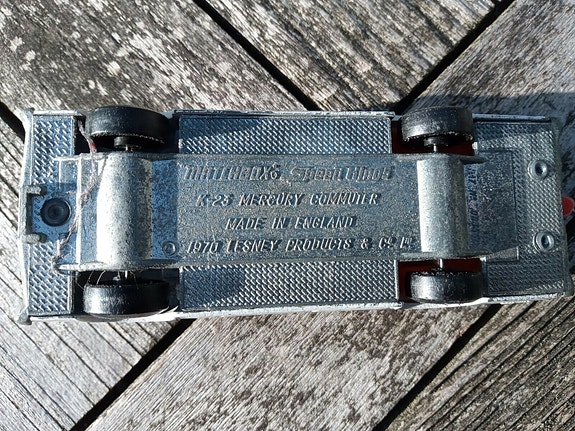 MATCHBOX SPEED KINGS
K-23 MERCURY COMMUTER
MADE IN ENGLAND
1970 LESNEY PRODUCTS & Co Ltd